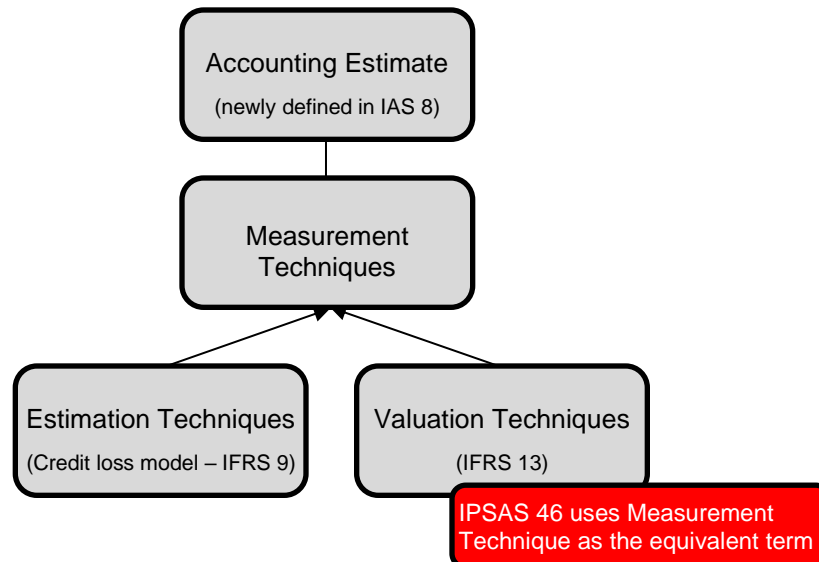 Accounting Estimate
(newly defined in IAS 8)
Measurement
Techniques
Estimation Techniques
(Credit loss model – IFRS 9)
Valuation Techniques
(IFRS 13)
IPSAS 46 uses Measurement
Technique as the equivalent term